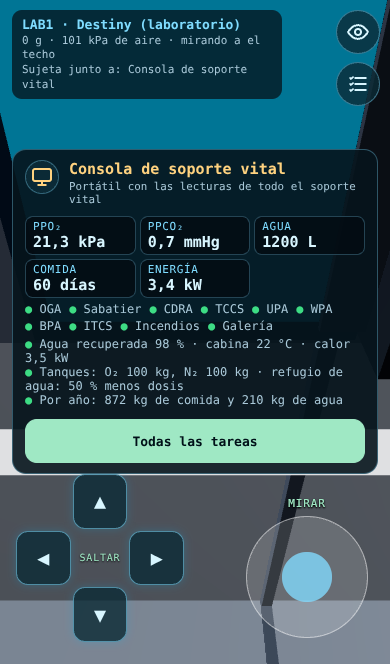 LAB1 · Destiny (laboratorio)
0 g · 101 kPa de aire · mirando a el
techo
Sujeta junto a: Consola de soporte
vital
Consola de soporte vital
Portátil con las lecturas de todo el soporte
vital
PPO₂
21,3 kPa
PPCO₂
0,7 mmHg
AGUA
1200 L
COMIDA
60 días
ENERGÍA
3,4 kW
● OGA ● Sabatier ● CDRA ● TCCS ● UPA ● WPA
● BPA ● ITCS ● Incendios ● Galería
● Agua recuperada 98 % · cabina 22 °C · calor
3,5 kW
● Tanques: O₂ 100 kg, N₂ 100 kg · refugio de
agua: 50 % menos dosis
● Por año: 872 kg de comida y 210 kg de agua
Todas las tareas
▲
◀ SALTAR ▶
▼
MIRAR